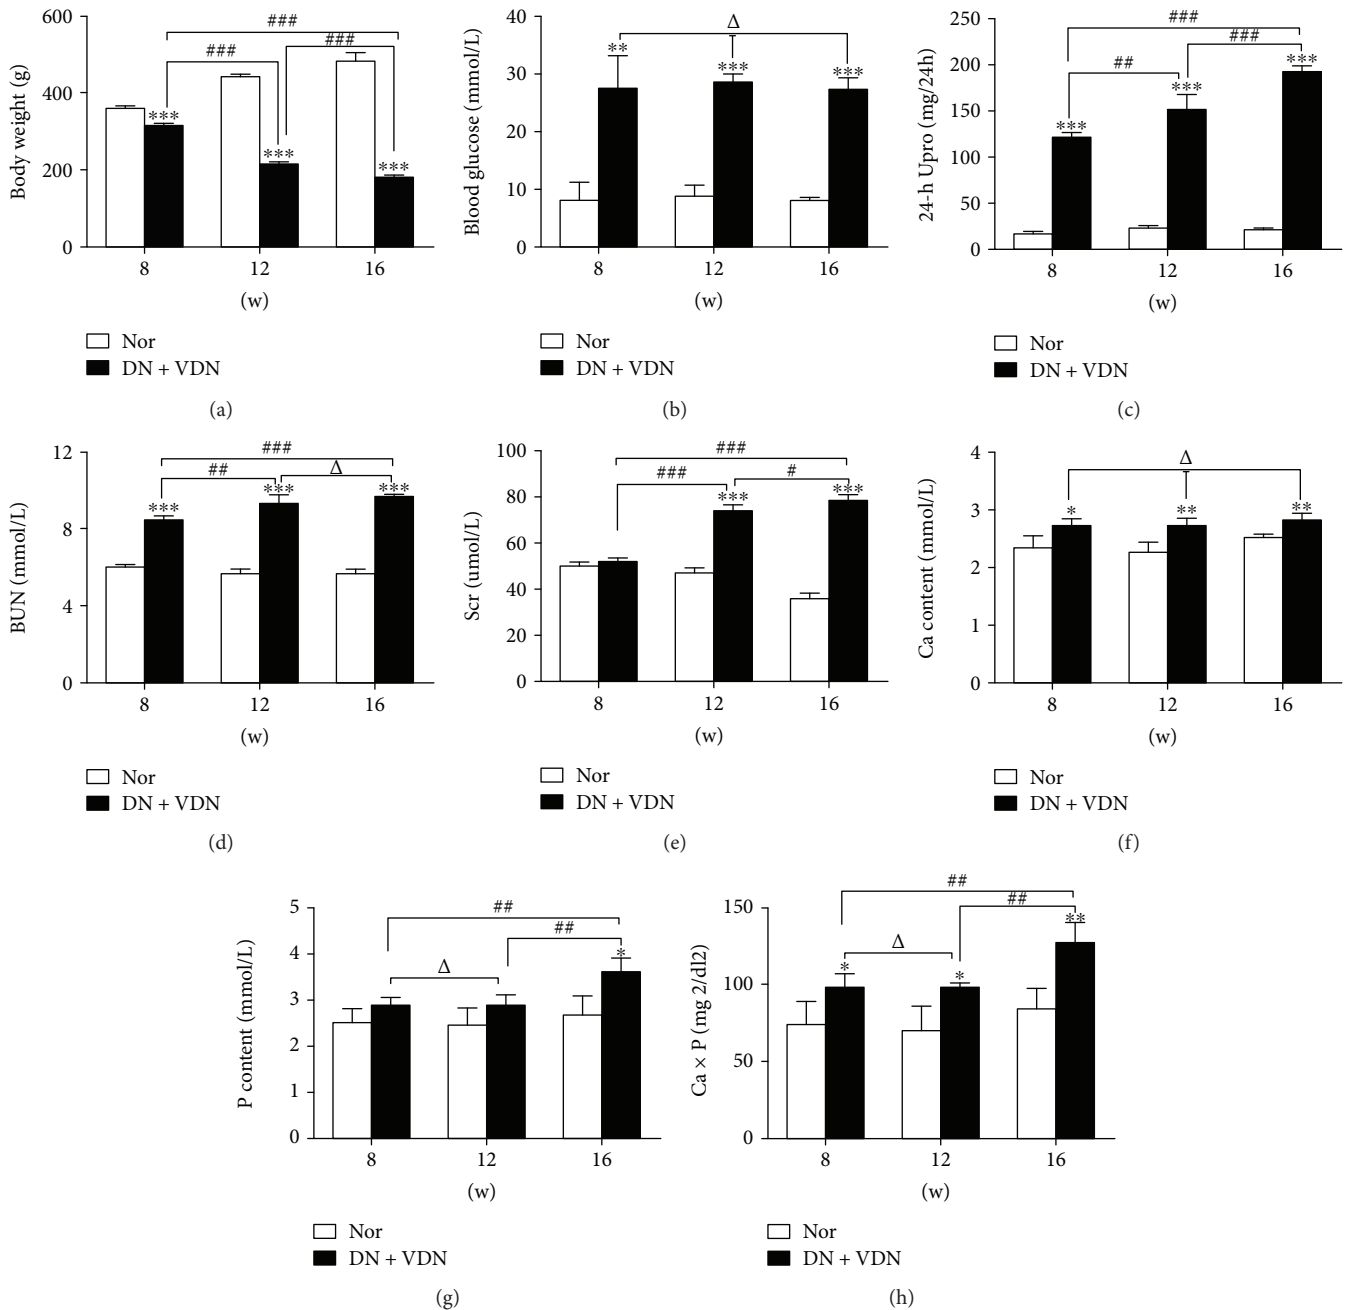 Body weight (g)
600
400
200
0
###
###
###
***
***
***
8
12
16
(w)
Nor
DN + VDN
(a)
Blood glucose (mmol/L)
40
30
20
10
0
Δ
**
***
***
8
12
16
(w)
Nor
DN + VDN
(b)
24-h Upro (mg/24h)
250
200
150
100
50
0
###
###
##
***
***
***
8
12
16
(w)
Nor
DN + VDN
(c)
BUN (mmol/L)
12
8
4
0
###
##
Δ
***
***
***
8
12
16
(w)
Nor
DN + VDN
(d)
Scr (umol/L)
100
80
60
40
20
0
###
###
#
***
***
8
12
16
(w)
Nor
DN + VDN
(e)
Ca content (mmol/L)
4
3
2
1
0
Δ
*
**
**
8
12
16
(w)
Nor
DN + VDN
(f)
P content (mmol/L)
5
4
3
2
1
0
##
##
Δ
*
8
12
16
(w)
Nor
DN + VDN
(g)
Ca × P (mg 2/dl2)
150
100
50
0
##
##
Δ
*
*
**
8
12
16
(w)
Nor
DN + VDN
(h)